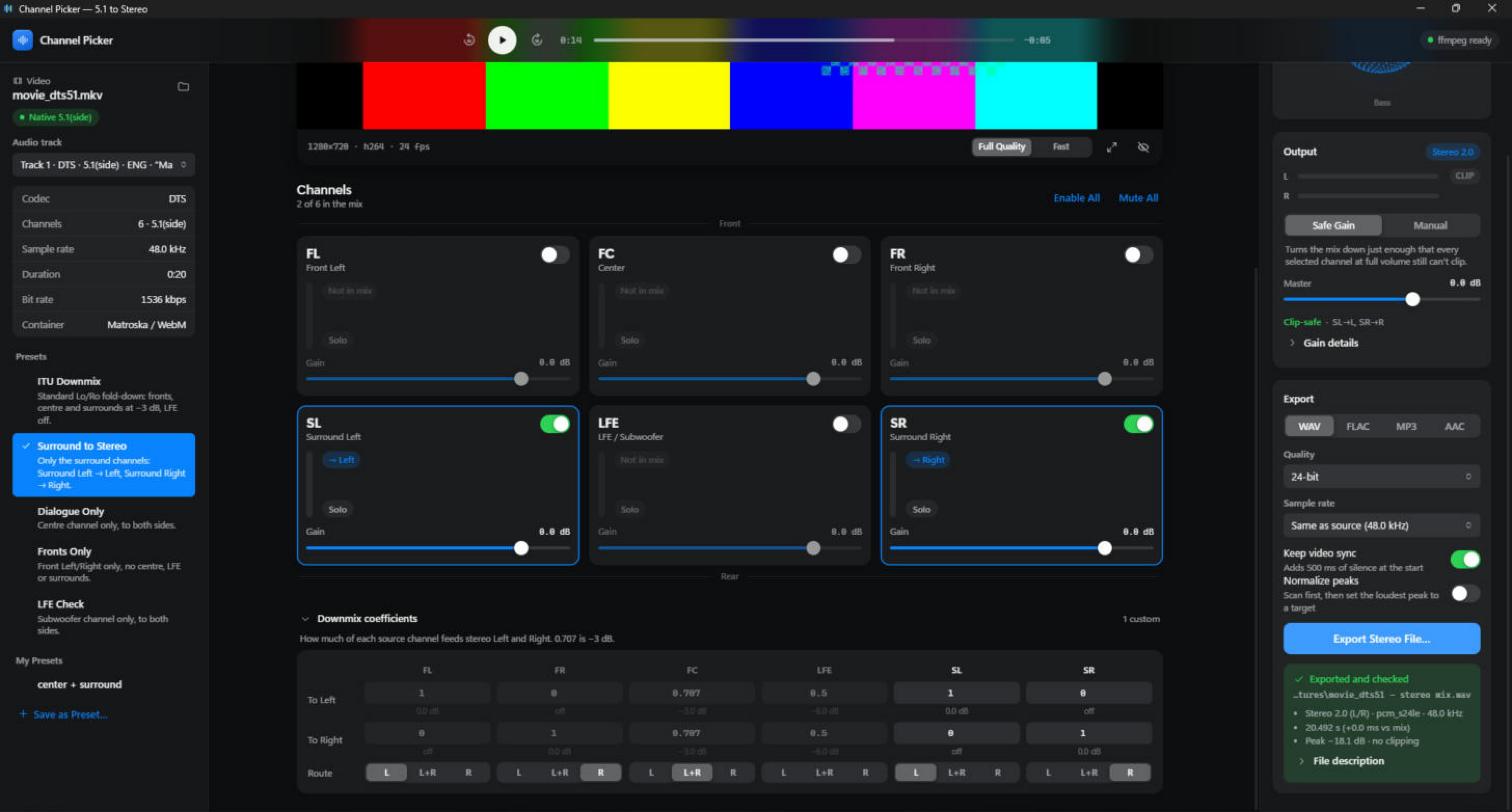 Channel Picker — 5.1 to Stereo
Channel Picker
0:14
-0:05
ffmpeg ready
Video
movie_dts51.mkv
Native 5.1(side)
Audio track
Track 1 · DTS · 5.1(side) · ENG · "Ma
Codec DTS
Channels 6 · 5.1(side)
Sample rate 48.0 kHz
Duration 0:20
Bit rate 1536 kbps
Container Matroska / WebM
Presets
ITU Downmix
Standard Lo/Ro fold-down: fronts,
centre and surrounds at −3 dB, LFE
off.
Surround to Stereo
Only the surround channels:
Surround Left → Left, Surround Right
→ Right.
Dialogue Only
Centre channel only, to both sides.
Fronts Only
Front Left/Right only, no centre, LFE
or surrounds.
LFE Check
Subwoofer channel only, to both
sides.
My Presets
center + surround
+ Save as Preset...
1280×720 · h264 · 24 fps
Full Quality Fast
Channels
2 of 6 in the mix
Enable All Mute All
Front
FL
Front Left
Not in mix
Solo
Gain 0.0 dB
FC
Center
Not in mix
Solo
Gain 0.0 dB
FR
Front Right
Not in mix
Solo
Gain 0.0 dB
SL
Surround Left
→ Left
Solo
Gain 0.0 dB
LFE
LFE / Subwoofer
Not in mix
Solo
Gain 0.0 dB
SR
Surround Right
→ Right
Solo
Gain 0.0 dB
Rear
Downmix coefficients 1 custom
How much of each source channel feeds stereo Left and Right. 0.707 is −3 dB.
FL FR FC LFE SL SR
To Left 1 0 0.707 0.5 1 0
0.0 dB off −3.0 dB −6.0 dB 0.0 dB off
To Right 0 1 0.707 0.5 0 1
off 0.0 dB −3.0 dB −6.0 dB off 0.0 dB
Route L L+R R L L+R R L L+R R L L+R R L L+R R L L+R R
Bass
Output Stereo 2.0
L CLIP
R
Safe Gain Manual
Turns the mix down just enough that every
selected channel at full volume still can't clip.
Master 0.0 dB
Clip-safe · SL→L, SR→R
Gain details
Export
WAV FLAC MP3 AAC
Quality
24-bit
Sample rate
Same as source (48.0 kHz)
Keep video sync
Adds 500 ms of silence at the start
Normalize peaks
Scan first, then set the loudest peak to
a target
Export Stereo File...
Exported and checked
…tures\movie_dts51 — stereo mix.wav
• Stereo 2.0 (L/R) · pcm_s24le · 48.0 kHz
• 20.492 s (+0.0 ms vs mix)
• Peak −18.1 dB · no clipping
File description